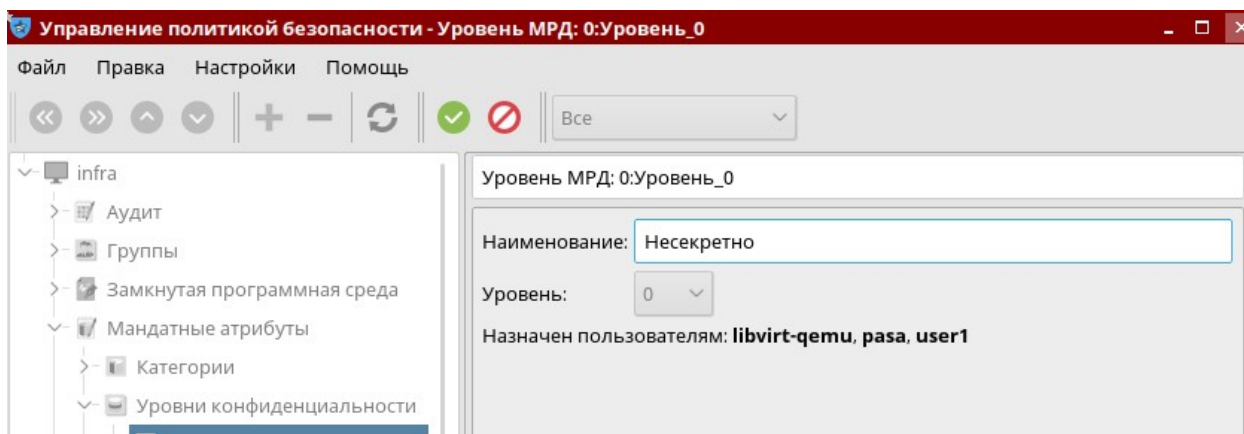 Управление политикой безопасности - Уровень МРД: 0:Уровень_0
Файл Правка Настройки Помощь
Все
infra
Аудит
Группы
Замкнутая программная среда
Мандатные атрибуты
Категории
Уровни конфиденциальности
Уровень МРД: 0:Уровень_0
Наименование: Несекретно
Уровень: 0
Назначен пользователям: libvirt-qemu, pasa, user1